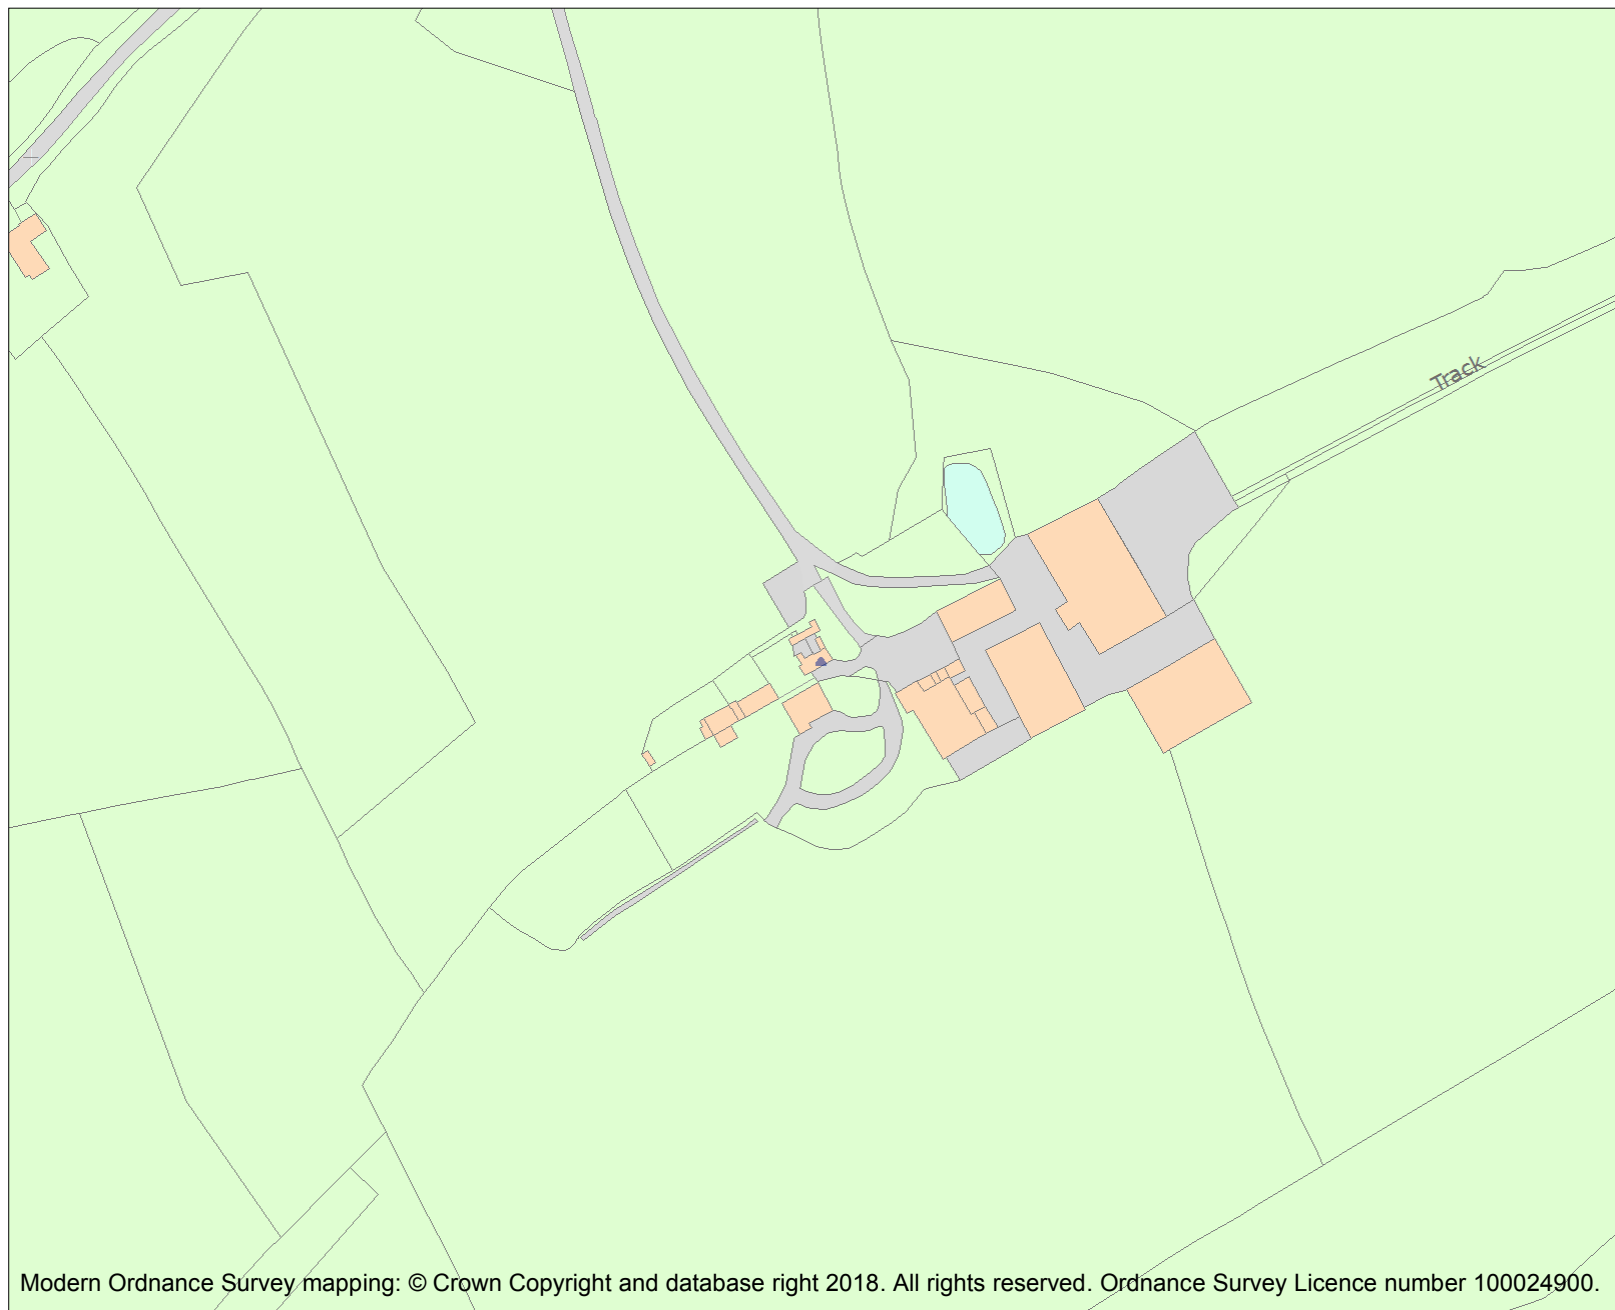 Track
Modern Ordnance Survey mapping: © Crown Copyright and database right 2018. All rights reserved. Ordnance Survey Licence number 100024900.